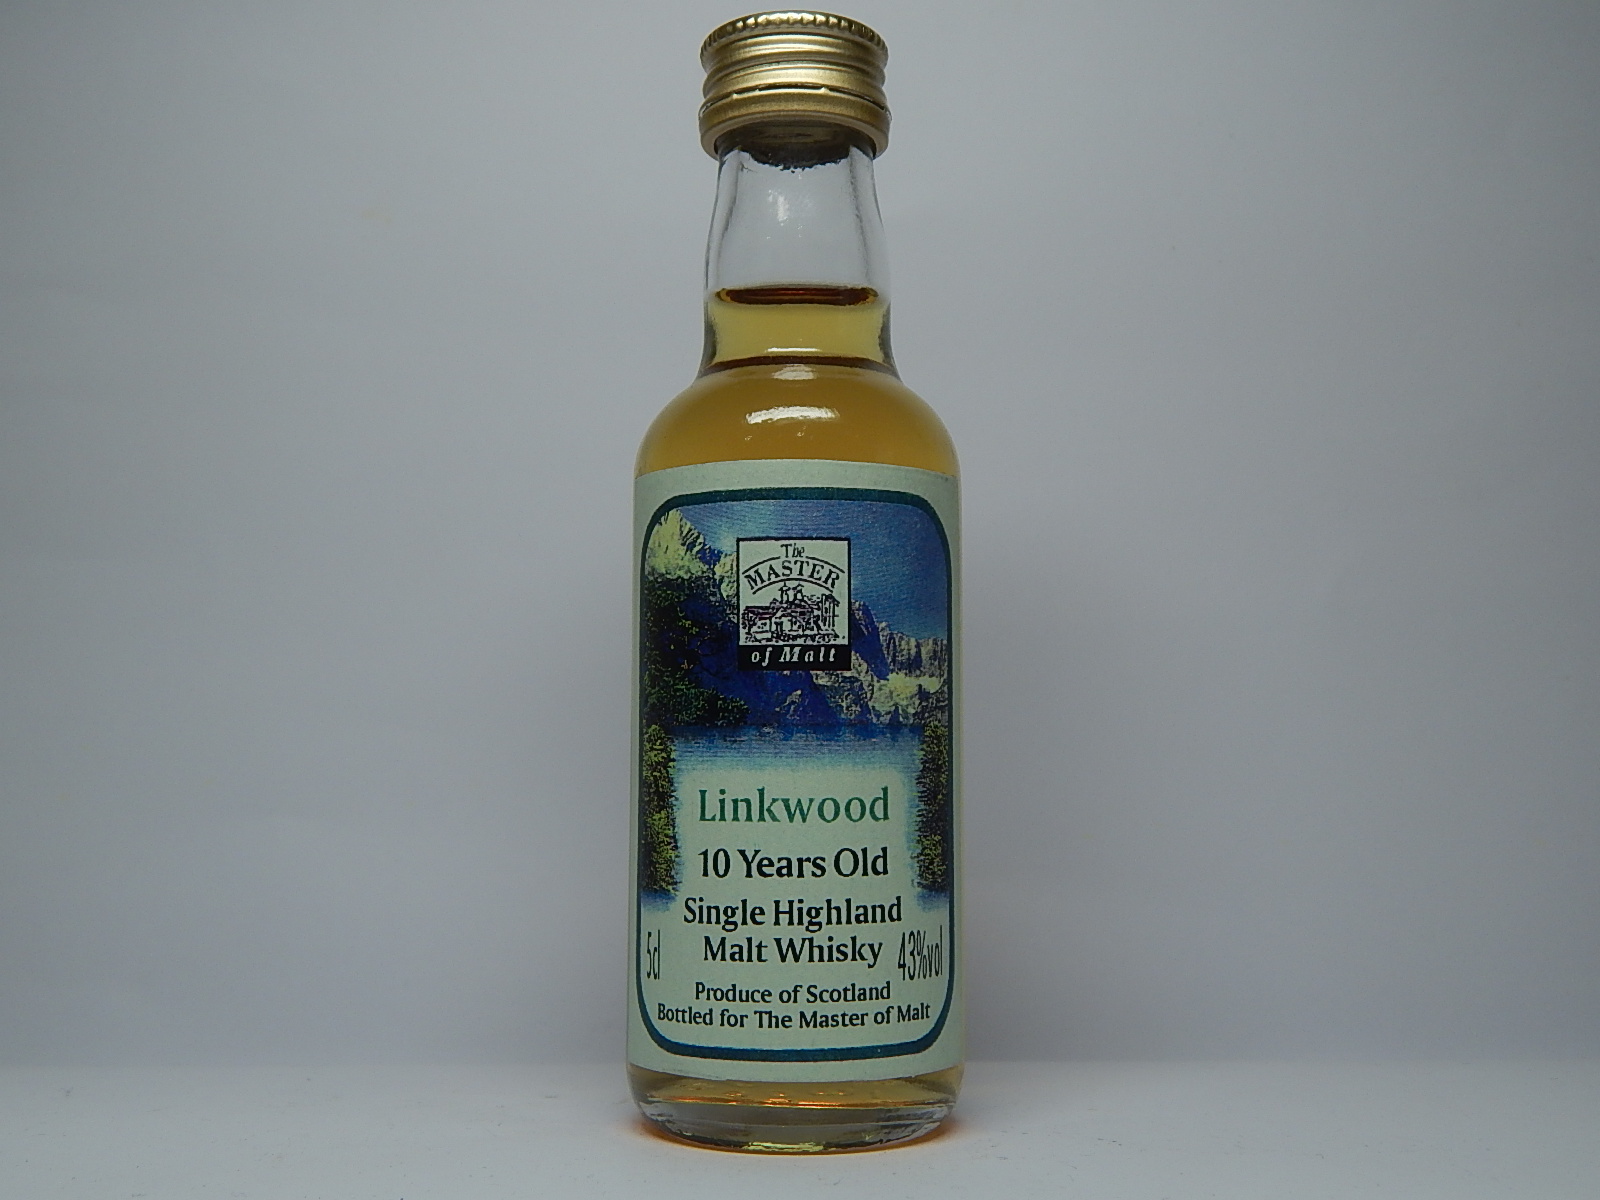 The
MASTER
of Malt
Linkwood
10 Years Old
Single Highland
Malt Whisky
5cl
43%vol
Produce of Scotland
Bottled for The Master of Malt